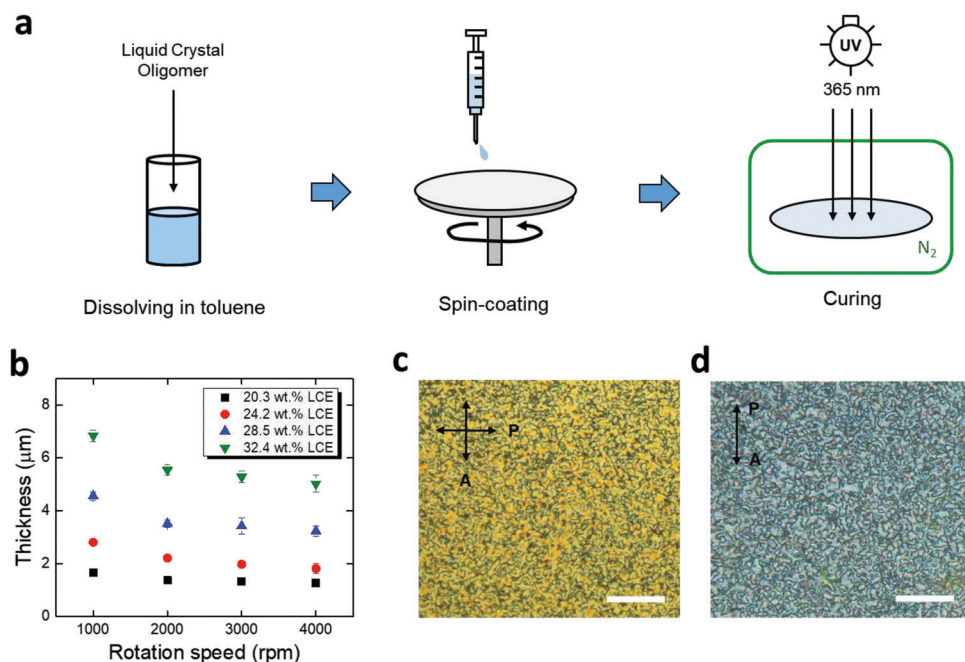 a
Liquid Crystal
Oligomer
Dissolving in toluene
Spin-coating
UV
365 nm
N2
Curing
b
Thickness (μm)
8
6
4
2
0
20.3 wt.% LCE
24.2 wt.% LCE
28.5 wt.% LCE
32.4 wt.% LCE
1000 2000 3000 4000
Rotation speed (rpm)
c
P
A
d
P
A